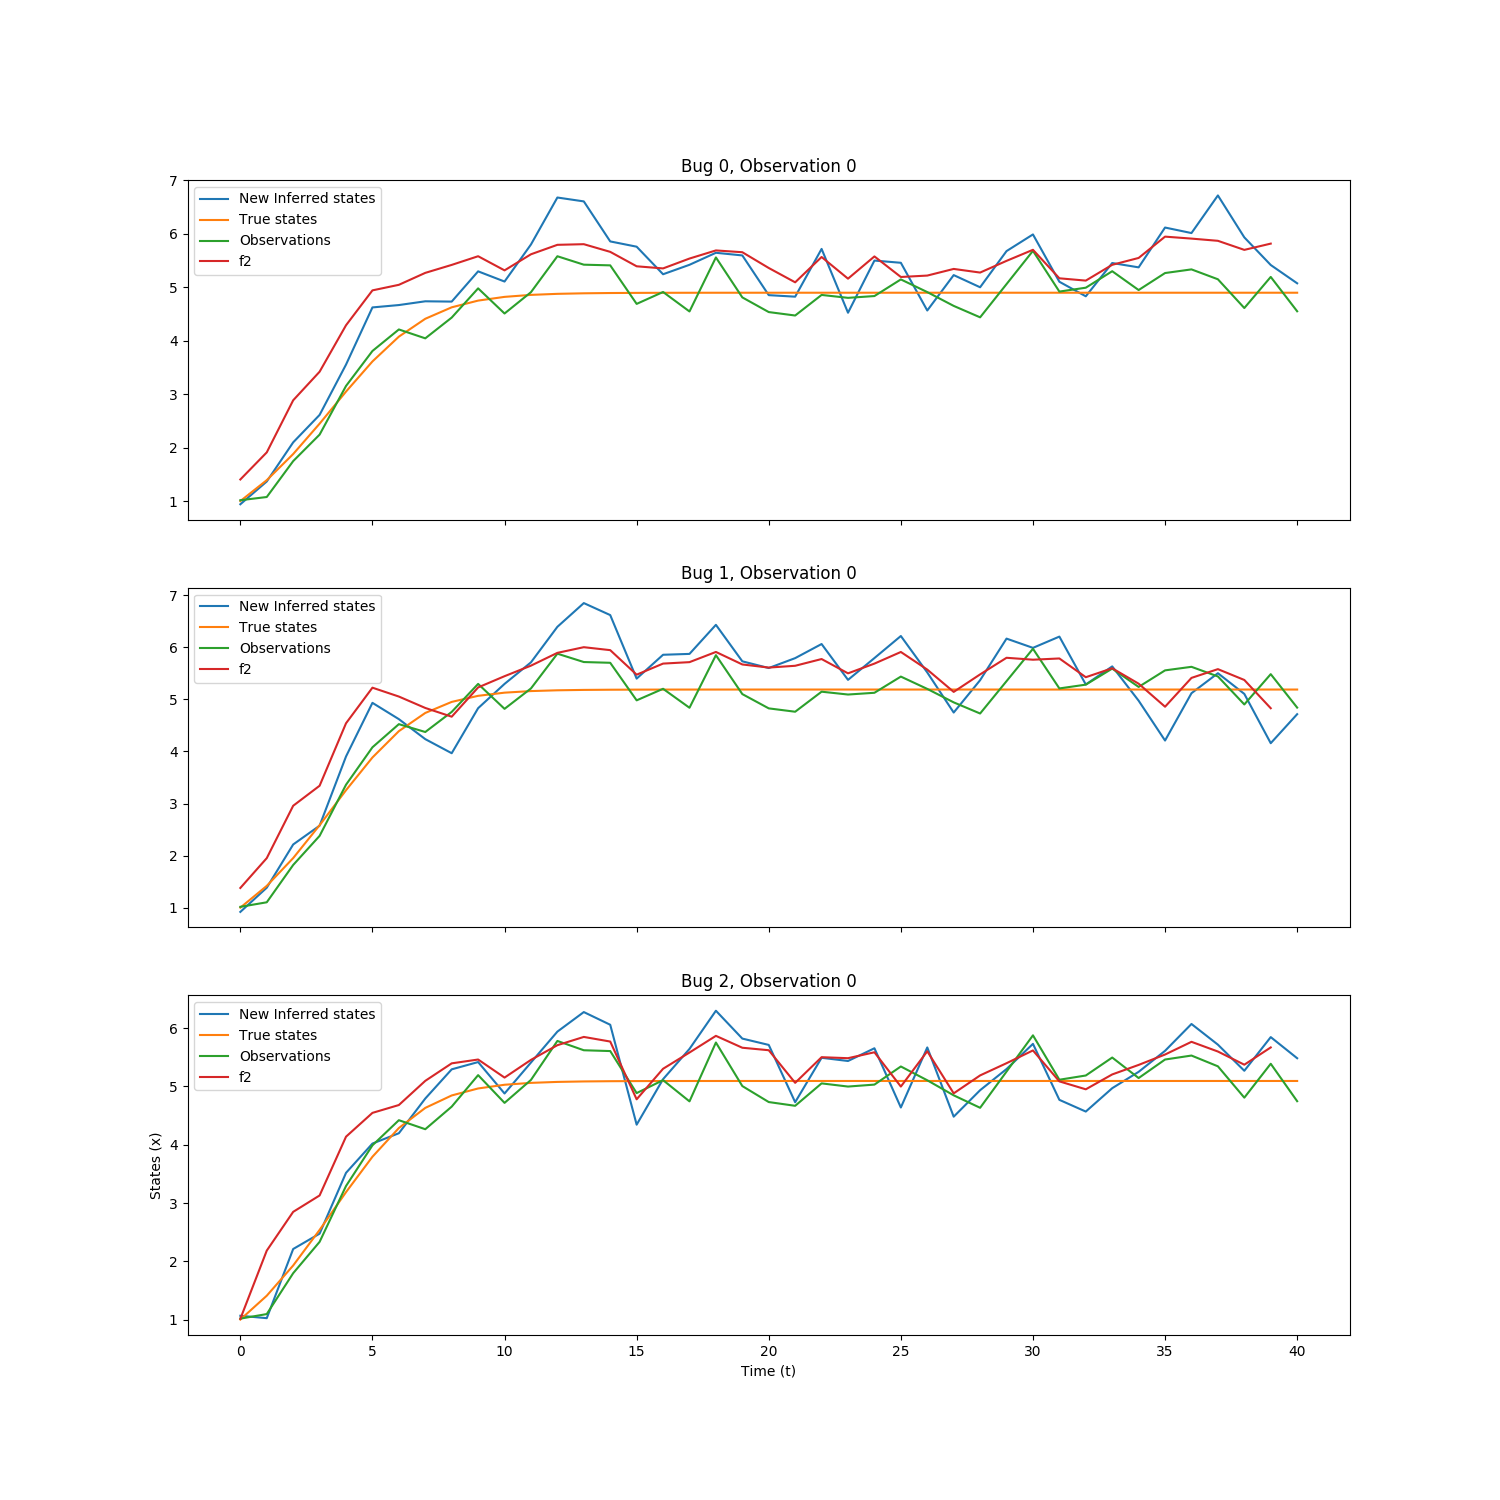 Bug 0, Observation 0
7
6
5
4
3
2
1
New Inferred states
True states
Observations
f2
Bug 1, Observation 0
7
6
5
4
3
2
1
New Inferred states
True states
Observations
f2
Bug 2, Observation 0
6
5
4
3
2
1
New Inferred states
True states
Observations
f2
States (x)
0 5 10 15 20 25 30 35 40
Time (t)